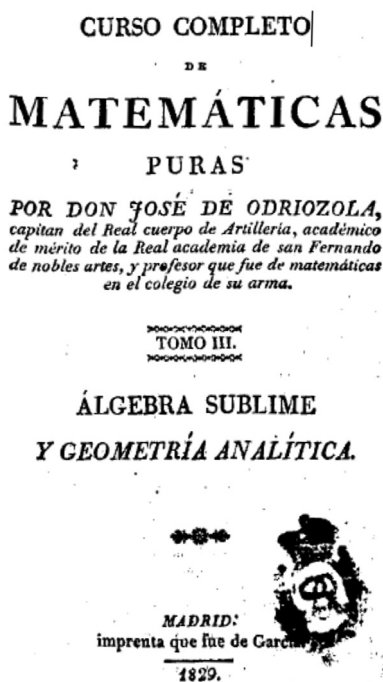 CURSO COMPLETO
DE
MATEMÁTICAS
PURAS
POR DON JOSÉ DE ODRIOZOLA,
capitan del Real cuerpo de Artillería, académico
de mérito de la Real academia de san Fernando
de nobles artes, y profesor que fue de matemáticas
en el colegio de su arma.
TOMO III.
ÁLGEBRA SUBLIME
Y GEOMETRÍA ANALÍTICA.
MADRID:
imprenta que fue de
1829.